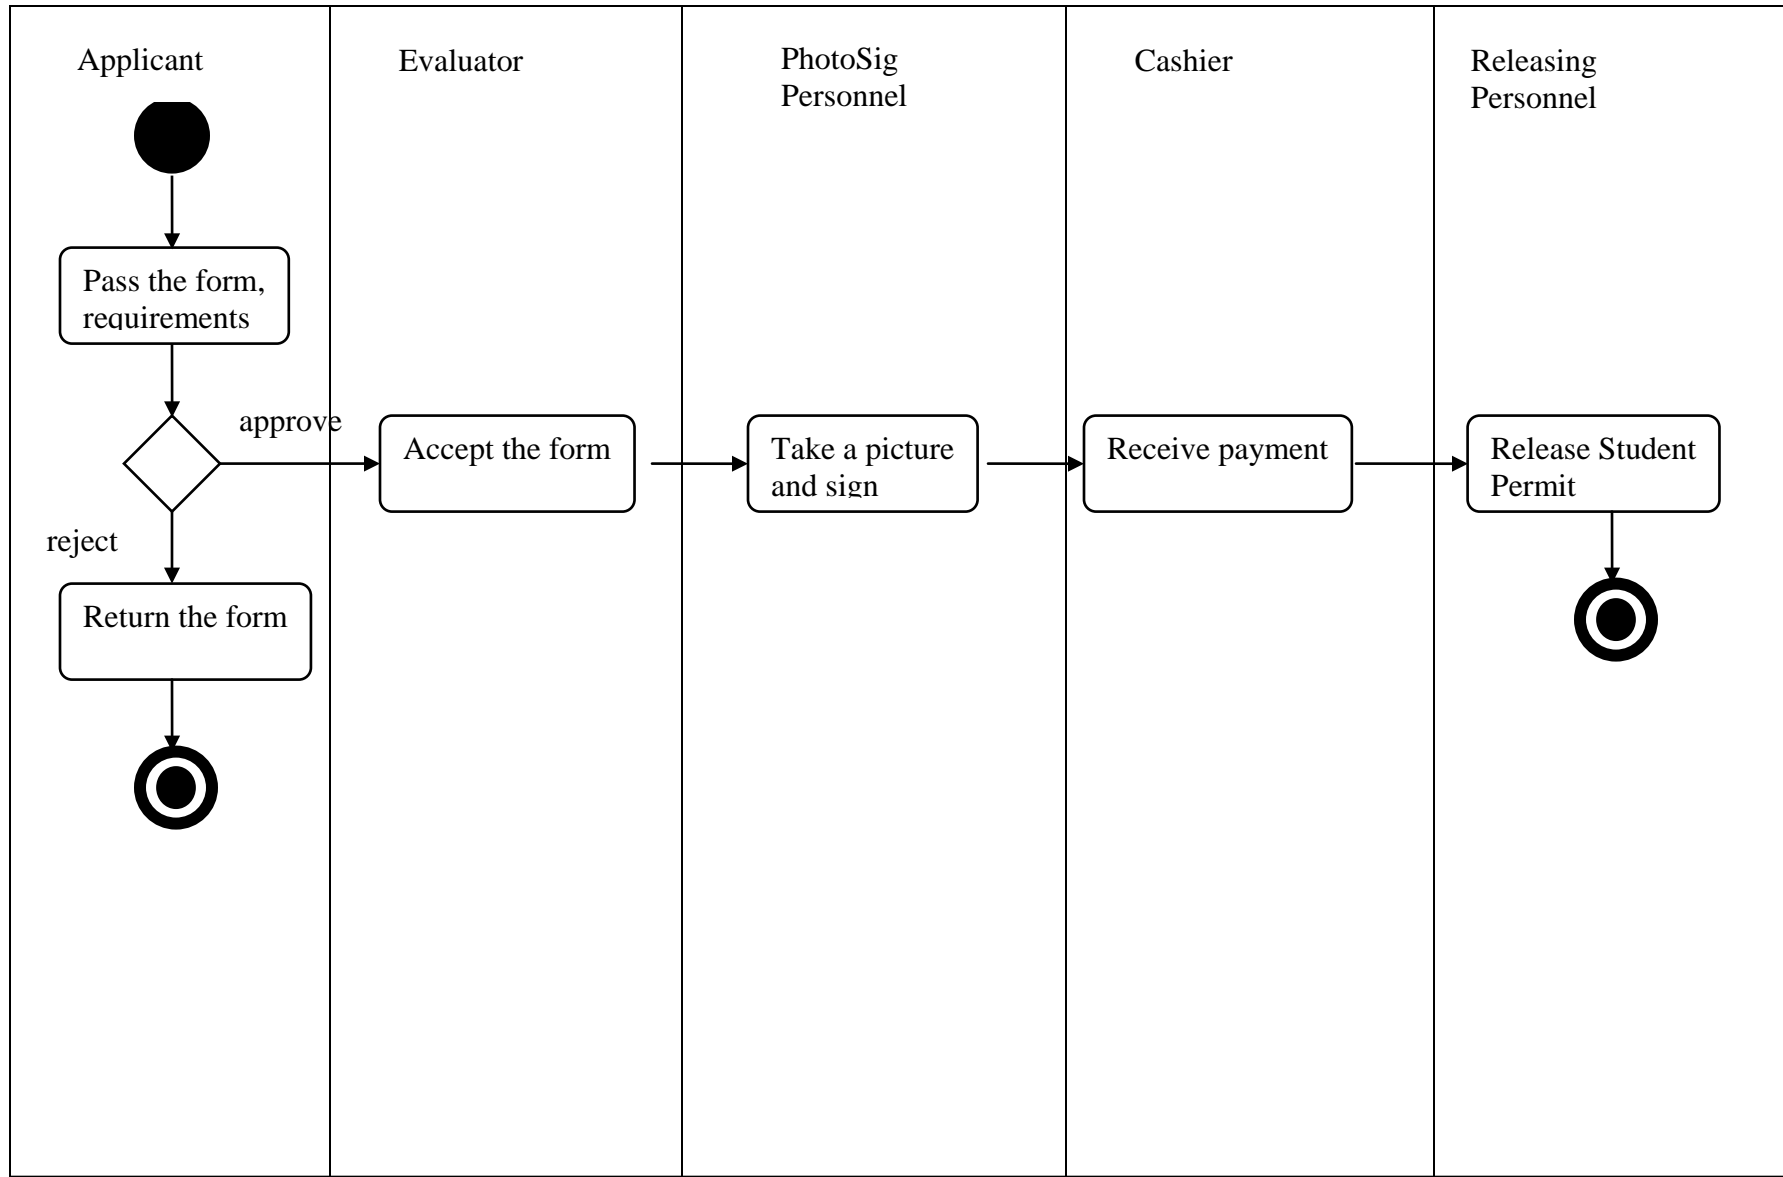 Applicant
Evaluator
PhotoSig
Personnel
Cashier
Releasing
Personnel
Pass the form,
requirements
approve
Accept the form
Take a picture
and sign
Receive payment
Release Student
Permit
reject
Return the form